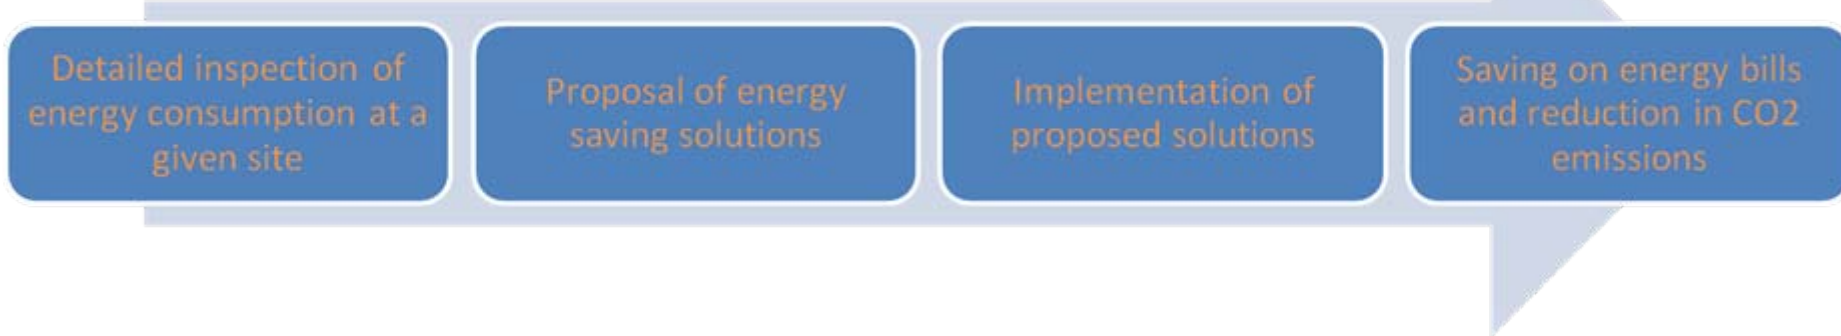 Detailed inspection of
energy consumption at a
given site
Proposal of energy
saving solutions
Implementation of
proposed solutions
Saving on energy bills
and reduction in CO2
emissions